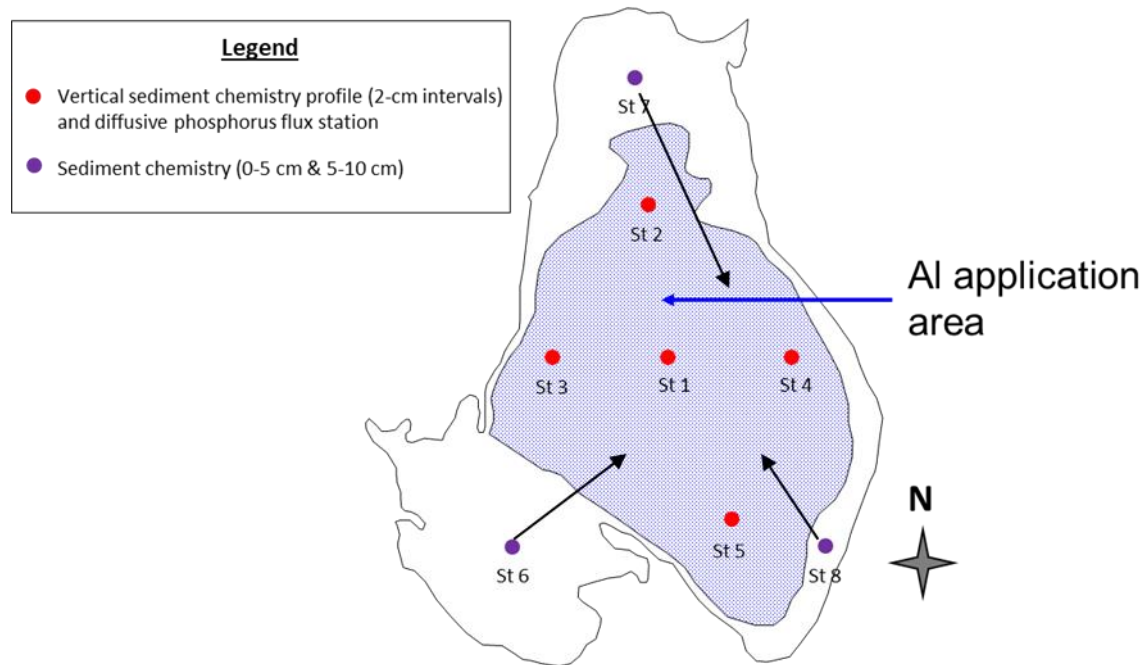 Legend
Vertical sediment chemistry profile (2-cm intervals)
and diffusive phosphorus flux station
Sediment chemistry (0-5 cm & 5-10 cm)
St 7
St 2
Al application
area
St 3
St 1
St 4
N
St 5
St 6
St 8